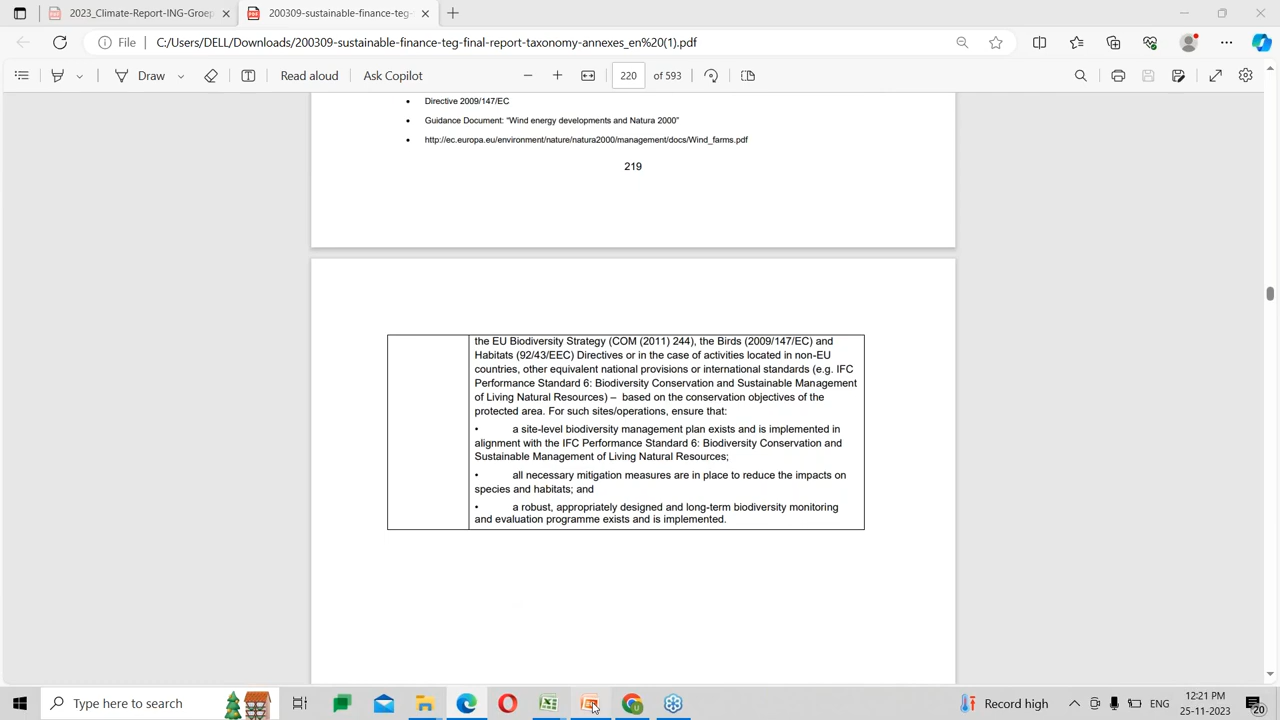 2023_Climate-Report-ING-Groep
200309-sustainable-finance-teg-fi
File
C:/Users/DELL/Downloads/200309-sustainable-finance-teg-final-report-taxonomy-annexes_en%20(1).pdf
Draw
Read aloud
Ask Copilot
220 of 593
• Directive 2009/147/EC
• Guidance Document: “Wind energy developments and Natura 2000”
• http://ec.europa.eu/environment/nature/natura2000/management/docs/Wind_farms.pdf
219
the EU Biodiversity Strategy (COM (2011) 244), the Birds (2009/147/EC) and
Habitats (92/43/EEC) Directives or in the case of activities located in non-EU
countries, other equivalent national provisions or international standards (e.g. IFC
Performance Standard 6: Biodiversity Conservation and Sustainable Management
of Living Natural Resources) – based on the conservation objectives of the
protected area. For such sites/operations, ensure that:
• a site-level biodiversity management plan exists and is implemented in
alignment with the IFC Performance Standard 6: Biodiversity Conservation and
Sustainable Management of Living Natural Resources;
• all necessary mitigation measures are in place to reduce the impacts on
species and habitats; and
• a robust, appropriately designed and long-term biodiversity monitoring
and evaluation programme exists and is implemented.
Type here to search
Record high
ENG
12:21 PM
25-11-2023
20